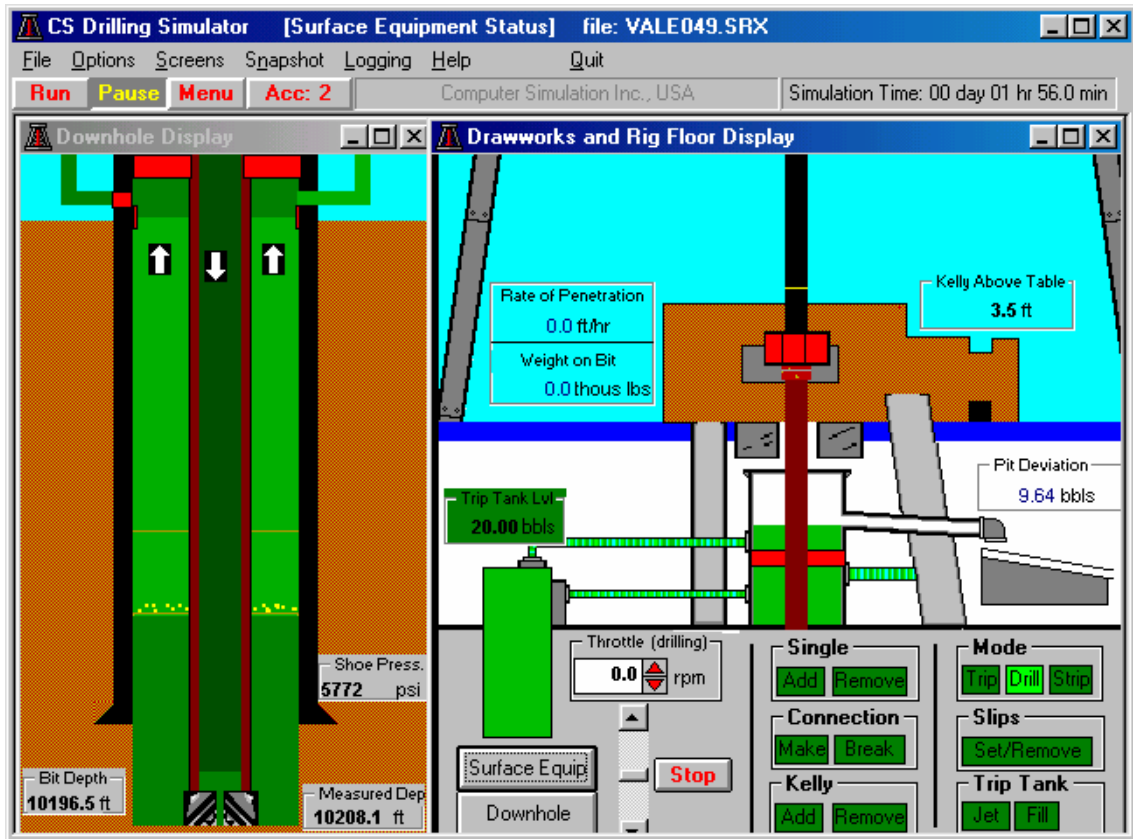 CS Drilling Simulator [Surface Equipment Status] file: VALE049.SRX
File Options Screens Snapshot Logging Help Quit
Run Pause Menu Acc: 2 Computer Simulation Inc., USA Simulation Time: 00 day 01 hr 56.0 min
Downhole Display
Shoe Press.
5772 psi
Bit Depth
10196.5 ft
Measured Dep
10208.1 ft
Drawworks and Rig Floor Display
Rate of Penetration
0.0 ft/hr
Weight on Bit
0.0 thous lbs
Kelly Above Table
3.5 ft
Pit Deviation
9.64 bbls
Trip Tank Lvl
20.00 bbls
Throttle (drilling)
0.0 rpm
Surface Equip
Downhole
Stop
Single
Add Remove
Connection
Make Break
Kelly
Add Remove
Mode
Trip Drill Strip
Slips
Set/Remove
Trip Tank
Jet Fill